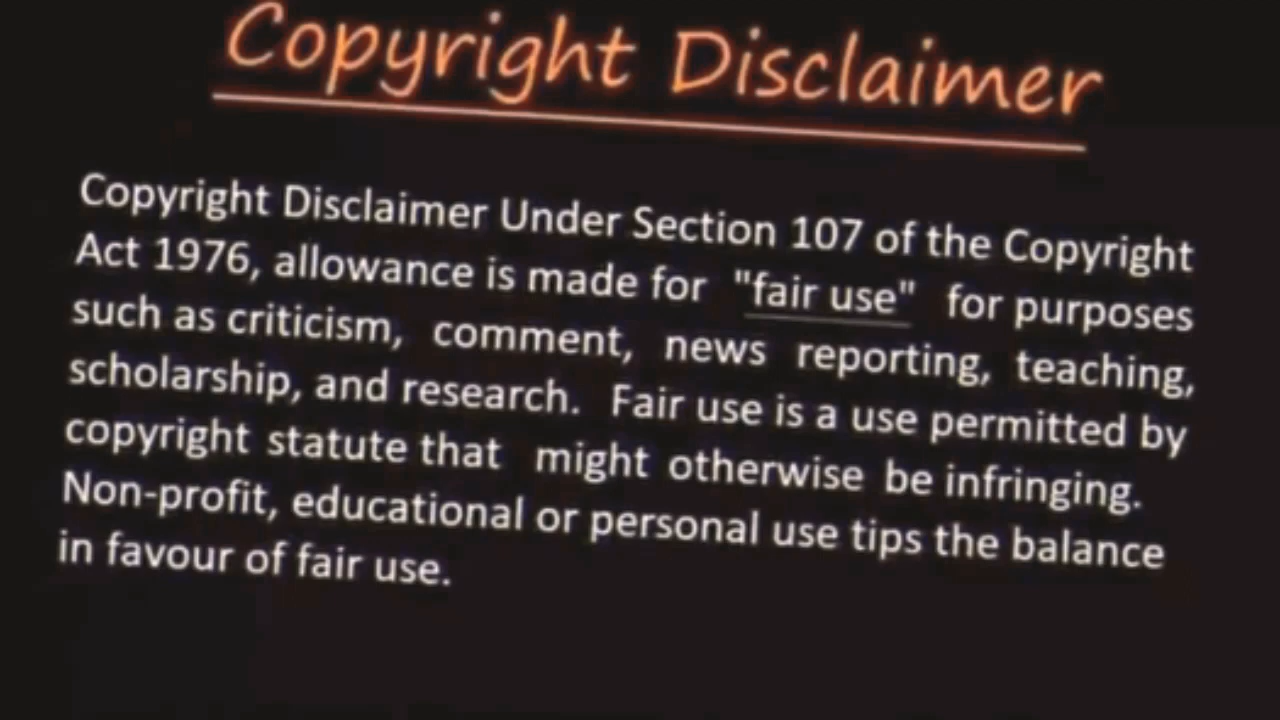 Copyright Disclaimer
Copyright Disclaimer Under Section 107 of the Copyright
Act 1976, allowance is made for "fair use" for purposes
such as criticism, comment, news reporting, teaching,
scholarship, and research. Fair use is a use permitted by
copyright statute that might otherwise be infringing.
Non-profit, educational or personal use tips the balance
in favour of fair use.